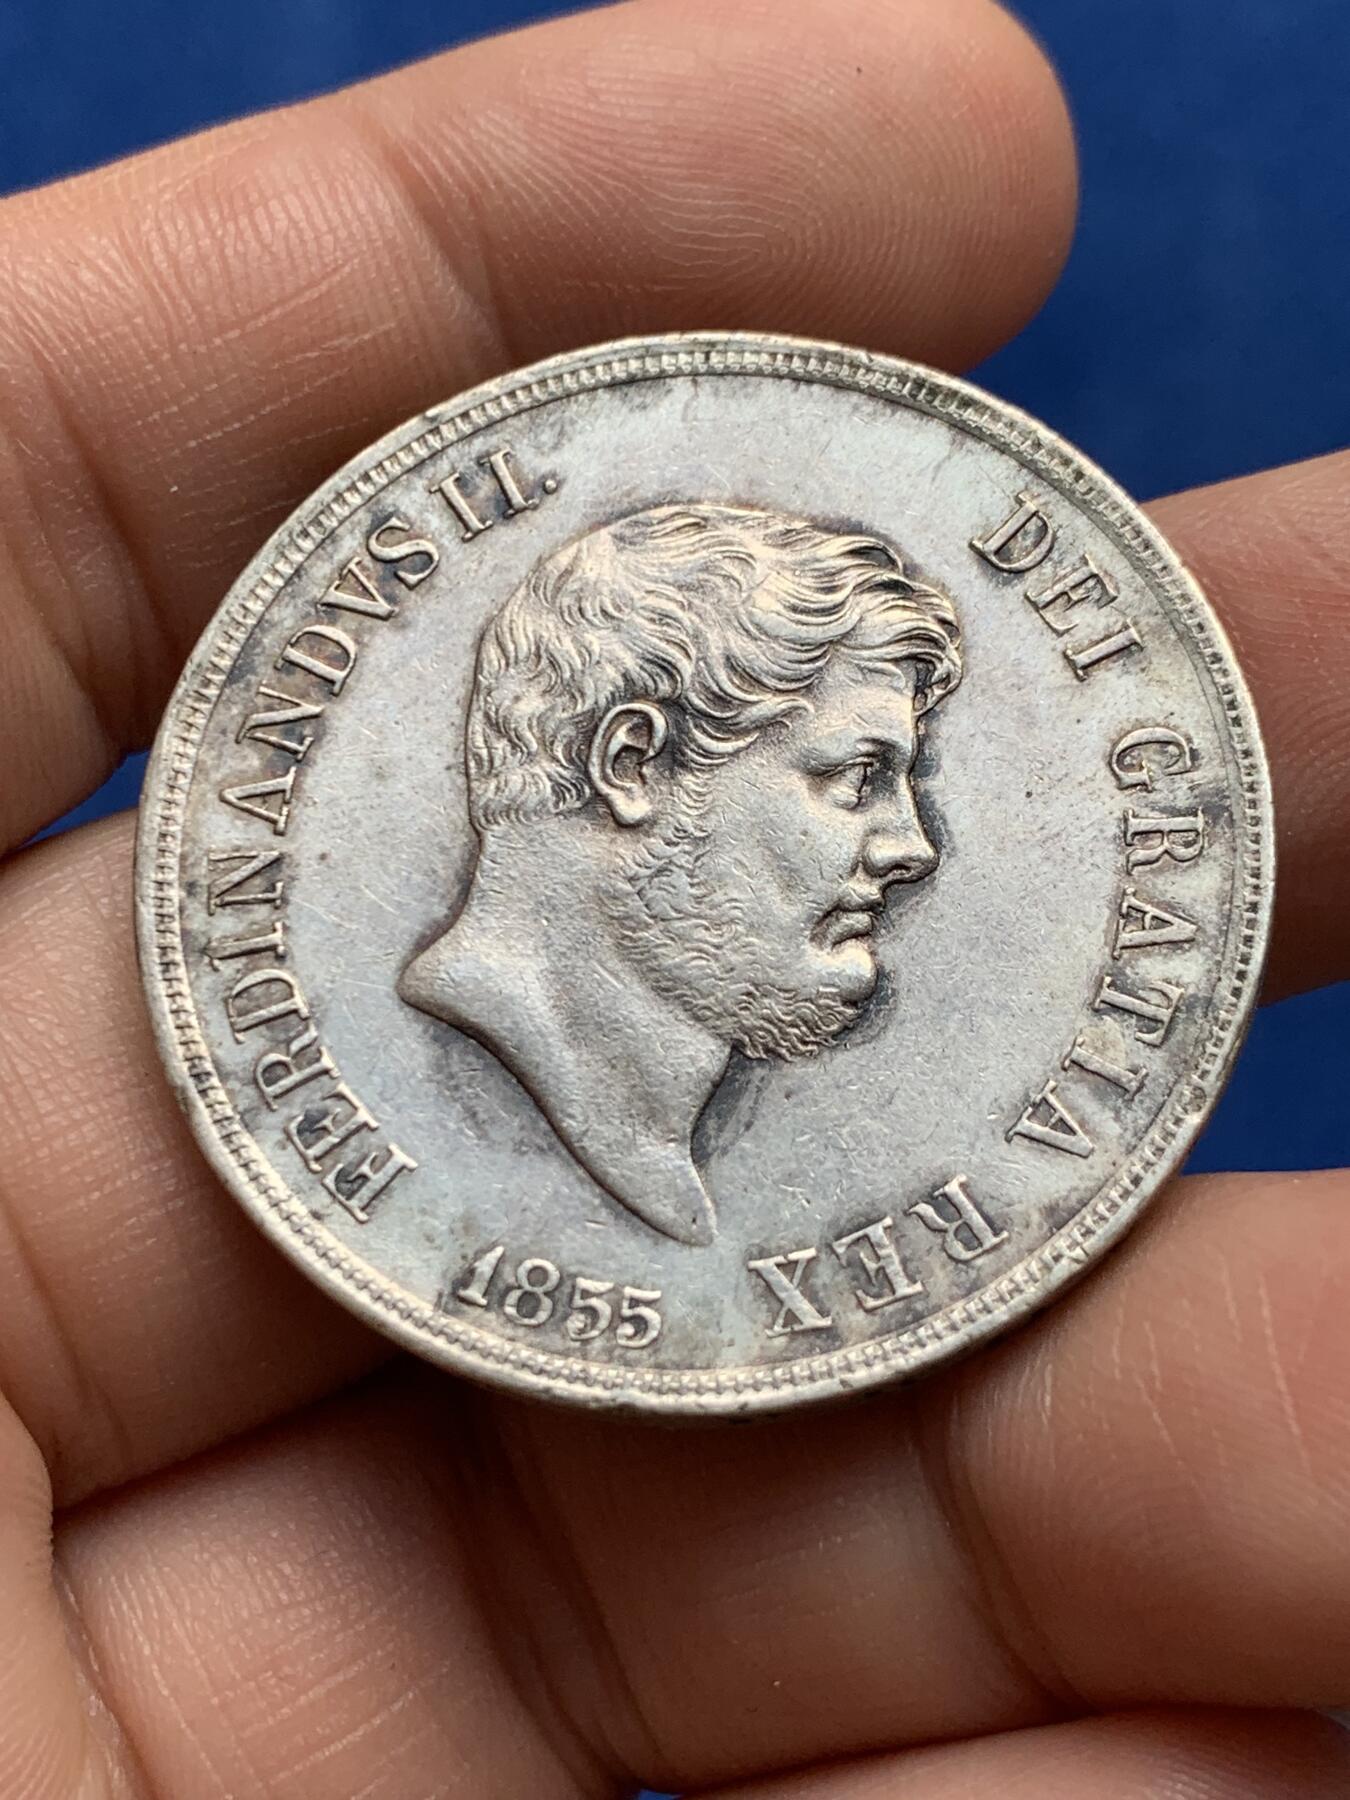 FERDINANDVS II. DEI GRATIA REX
1855